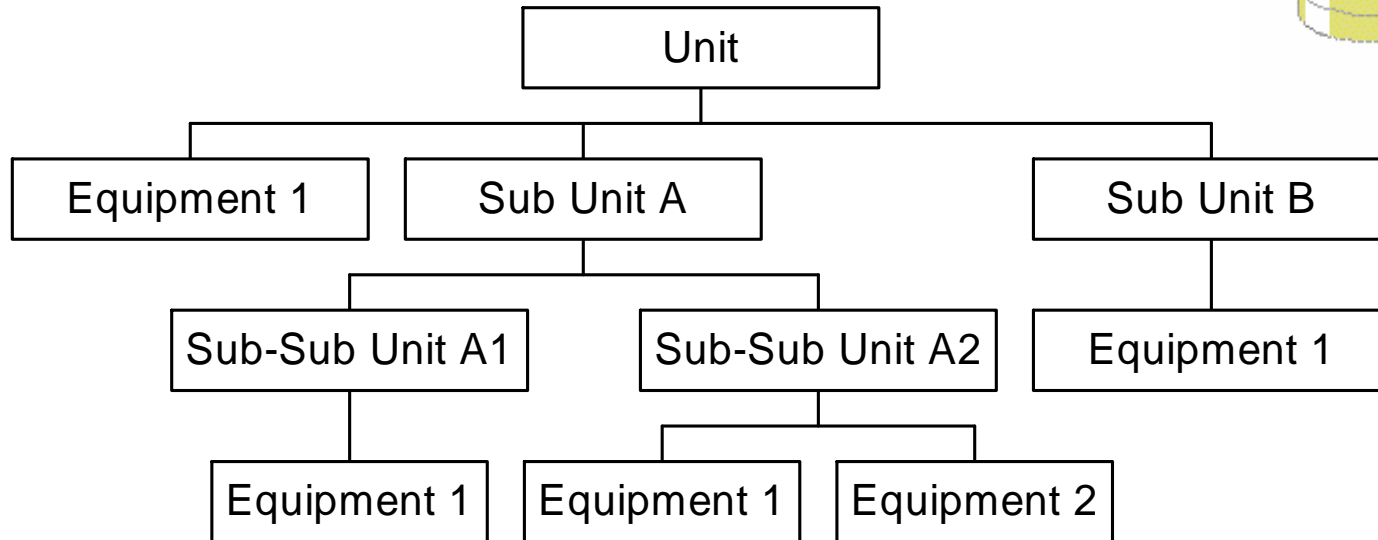 Unit
Equipment 1
Sub Unit A
Sub Unit B
Sub-Sub Unit A1
Sub-Sub Unit A2
Equipment 1
Equipment 1
Equipment 1
Equipment 2